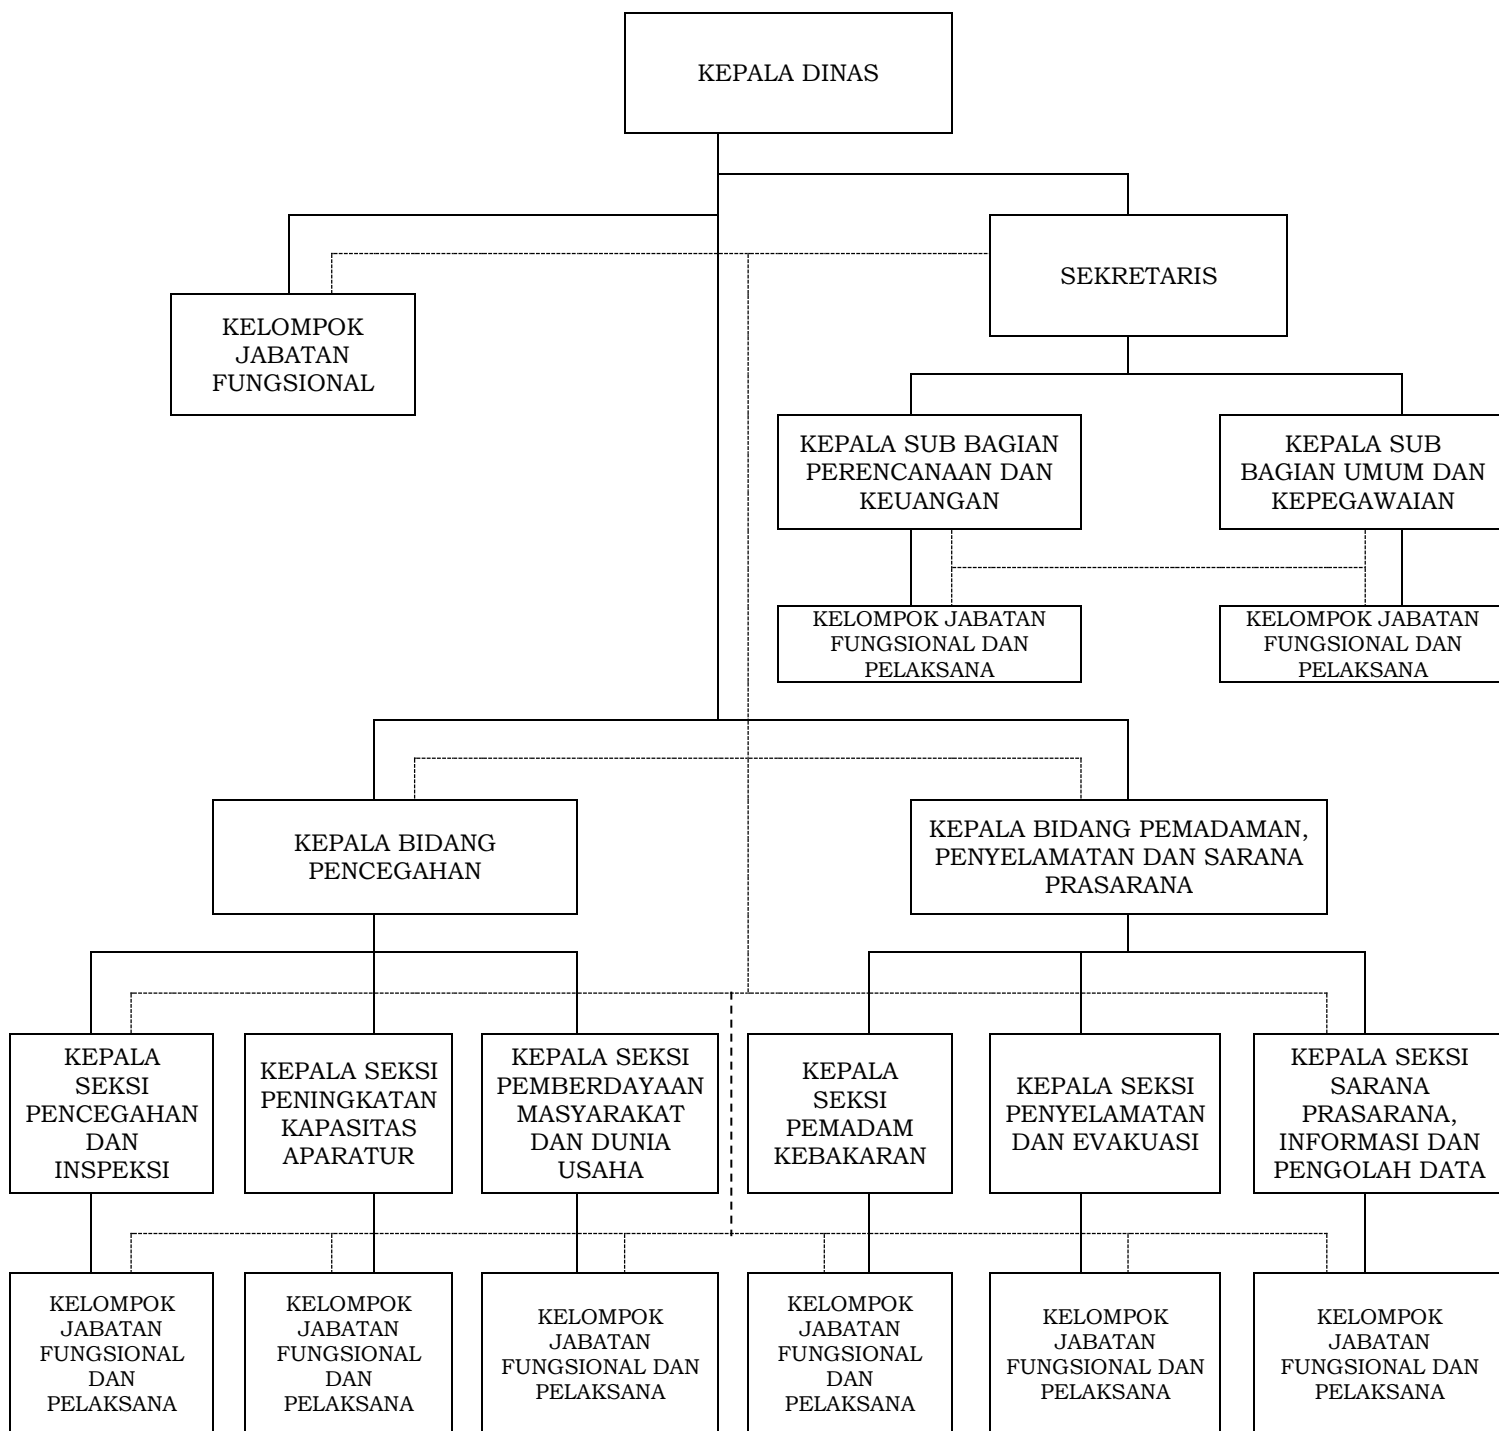 KEPALA DINAS
SEKRETARIS
KELOMPOK
JABATAN
FUNGSIONAL
KEPALA SUB BAGIAN
PERENCANAAN DAN
KEUANGAN
KEPALA SUB
BAGIAN UMUM DAN
KEPEGAWAIAN
KELOMPOK JABATAN
FUNGSIONAL DAN
PELAKSANA
KELOMPOK JABATAN
FUNGSIONAL DAN
PELAKSANA
KEPALA BIDANG
PENCEGAHAN
KEPALA BIDANG PEMADAMAN,
PENYELAMATAN DAN SARANA
PRASARANA
KEPALA
SEKSI
PENCEGAHAN
DAN
INSPEKSI
KEPALA SEKSI
PENINGKATAN
KAPASITAS
APARATUR
KEPALA SEKSI
PEMBERDAYAAN
MASYARAKAT
DAN DUNIA
USAHA
KEPALA
SEKSI
PEMADAM
KEBAKARAN
KEPALA SEKSI
PENYELAMATAN
DAN EVAKUASI
KEPALA SEKSI
SARANA
PRASARANA,
INFORMASI DAN
PENGOLAH DATA
KELOMPOK
JABATAN
FUNGSIONAL
DAN
PELAKSANA
KELOMPOK
JABATAN
FUNGSIONAL
DAN
PELAKSANA
KELOMPOK
JABATAN
FUNGSIONAL DAN
PELAKSANA
KELOMPOK
JABATAN
FUNGSIONAL
DAN
PELAKSANA
KELOMPOK
JABATAN
FUNGSIONAL DAN
PELAKSANA
KELOMPOK
JABATAN
FUNGSIONAL DAN
PELAKSANA